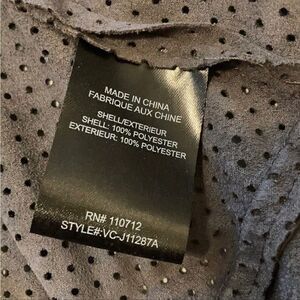 MADE IN CHINA
FABRIQUE AUX CHINE
SHELL/EXTERIEUR
SHELL: 100% POLYESTER
EXTERIEUR: 100% POLYESTER
RN# 110712
STYLE#:VC-J11287A